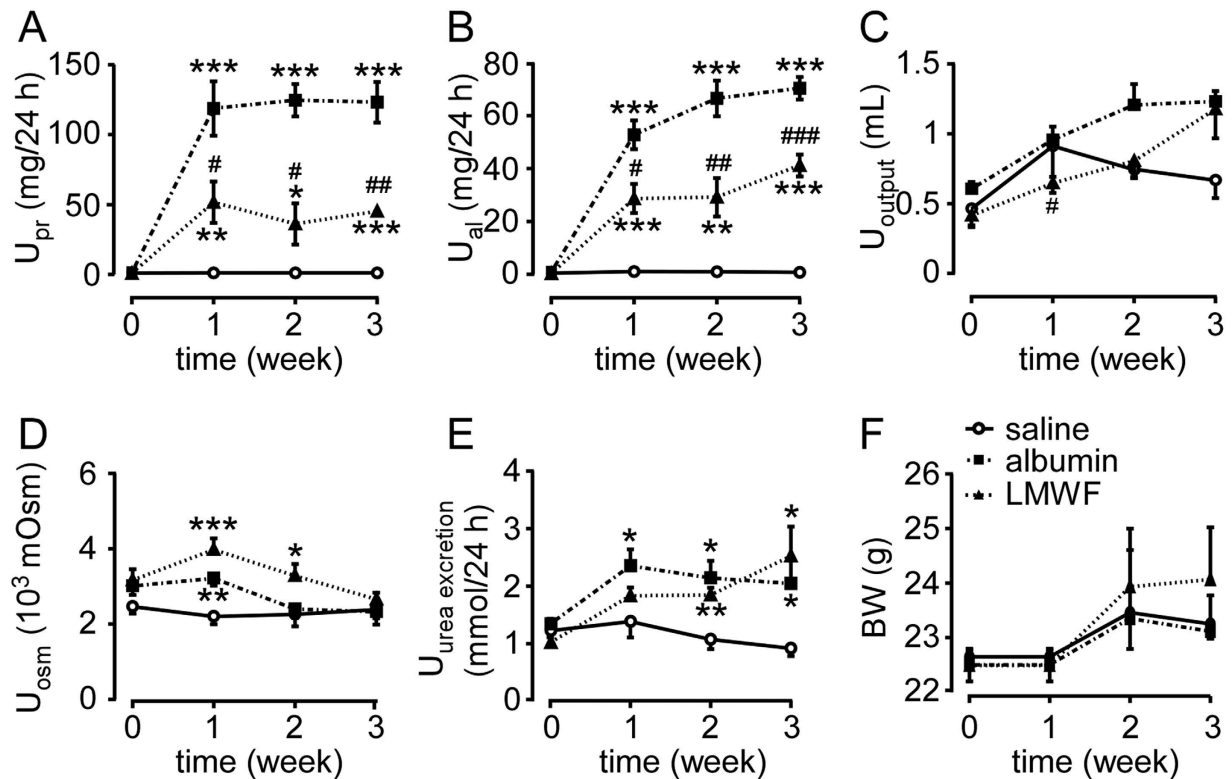 A
U_pr (mg/24 h)
150
100
50
0
***
***
***
#
#
*
##
**
***
0 1 2 3
time (week)
B
U_al (mg/24 h)
80
60
40
20
0
***
***
***
#
##
###
***
**
***
0 1 2 3
time (week)
C
U_output (mL)
1.5
1
0.5
0
#
0 1 2 3
time (week)
D
U_osm (10³ mOsm)
6
4
2
0
***
*
**
0 1 2 3
time (week)
E
U_urea excretion
(mmol/24 h)
4
3
2
1
0
*
*
*
**
*
0 1 2 3
time (week)
F
saline
albumin
LMWF
BW (g)
26
25
24
23
22
0 1 2 3
time (week)